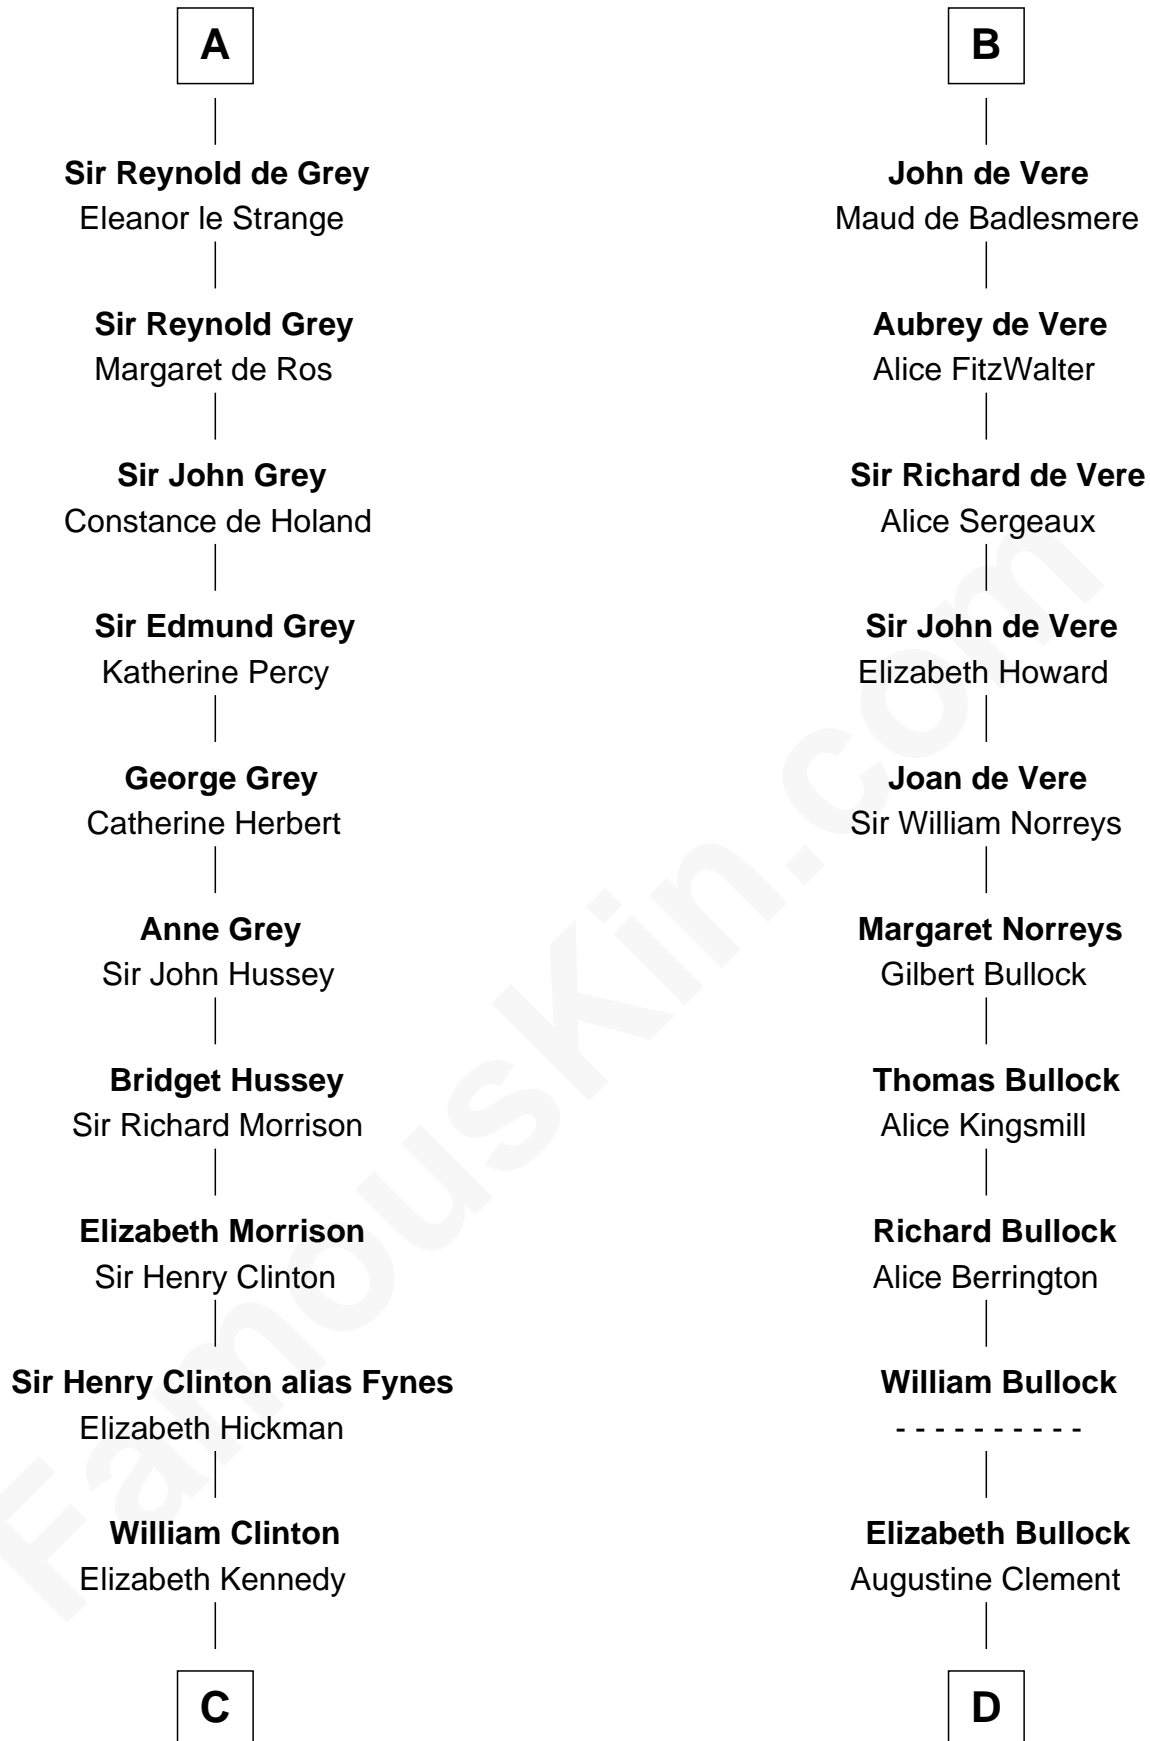 A
Sir Reynold de Grey
Eleanor le Strange
Sir Reynold Grey
Margaret de Ros
Sir John Grey
Constance de Holand
Sir Edmund Grey
Katherine Percy
George Grey
Catherine Herbert
Anne Grey
Sir John Hussey
Bridget Hussey
Sir Richard Morrison
Elizabeth Morrison
Sir Henry Clinton
Sir Henry Clinton alias Fynes
Elizabeth Hickman
William Clinton
Elizabeth Kennedy
C
B
John de Vere
Maud de Badlesmere
Aubrey de Vere
Alice FitzWalter
Sir Richard de Vere
Alice Sergeaux
Sir John de Vere
Elizabeth Howard
Joan de Vere
Sir William Norreys
Margaret Norreys
Gilbert Bullock
Thomas Bullock
Alice Kingsmill
Richard Bullock
Alice Berrington
William Bullock
- - - - - - - - - -
Elizabeth Bullock
Augustine Clement
D
FamousKin.com